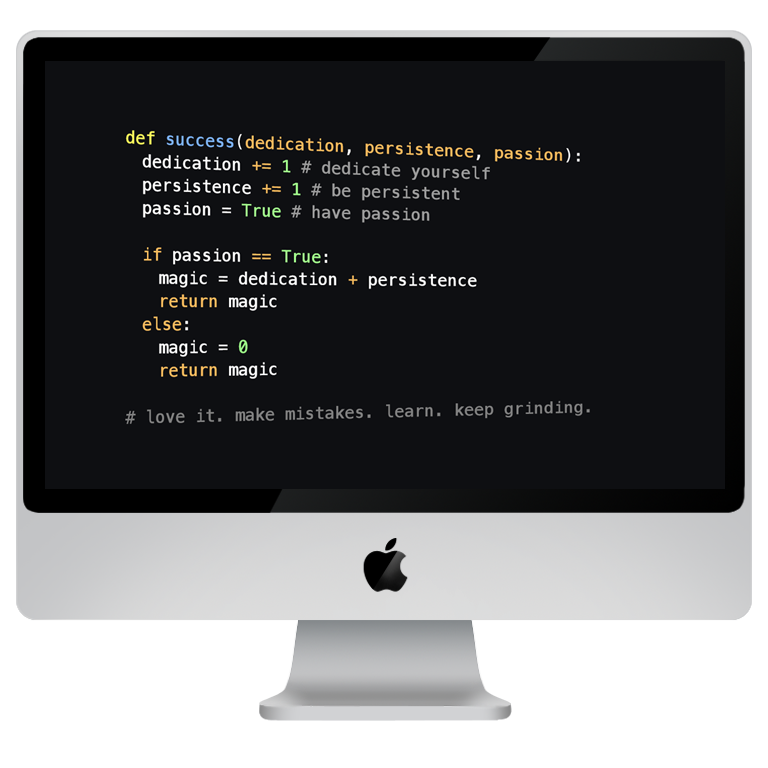 def success(dedication, persistence, passion):
  dedication += 1 # dedicate yourself
  persistence += 1 # be persistent
  passion = True # have passion

  if passion == True:
    magic = dedication + persistence
    return magic
  else:
    magic = 0
    return magic

# love it. make mistakes. learn. keep grinding.